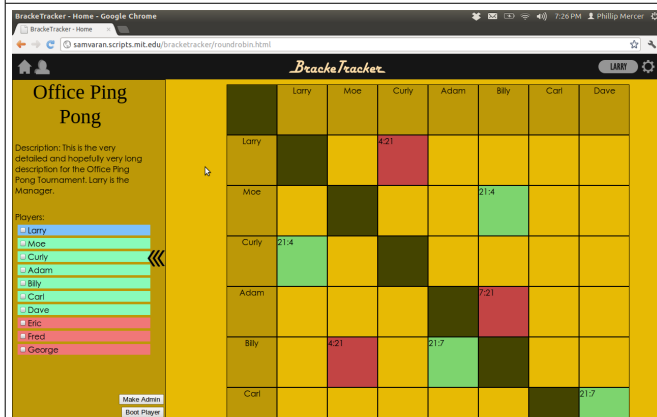 BrackeTracker - Home - Google Chrome
7:26 PM
Phillip Mercer
BrackeTracker - Home
samvaran.scripts.mit.edu/bracketracker/roundrobin.html
BrackeTracker
LARRY
Office Ping
Pong
Description: This is the very
detailed and hopefully very long
description for the Office Ping
Pong Tournament. Larry is the
Manager.
Players:
Larry
Moe
Curly
Adam
Billy
Carl
Dave
Eric
Fred
George
Make Admin
Boot Player
Larry Moe Curly Adam Billy Carl Dave
Larry 4:21
Moe 21:4
Curly 21:4
Adam 7:21
Billy 4:21 21:7
Carl 21:7